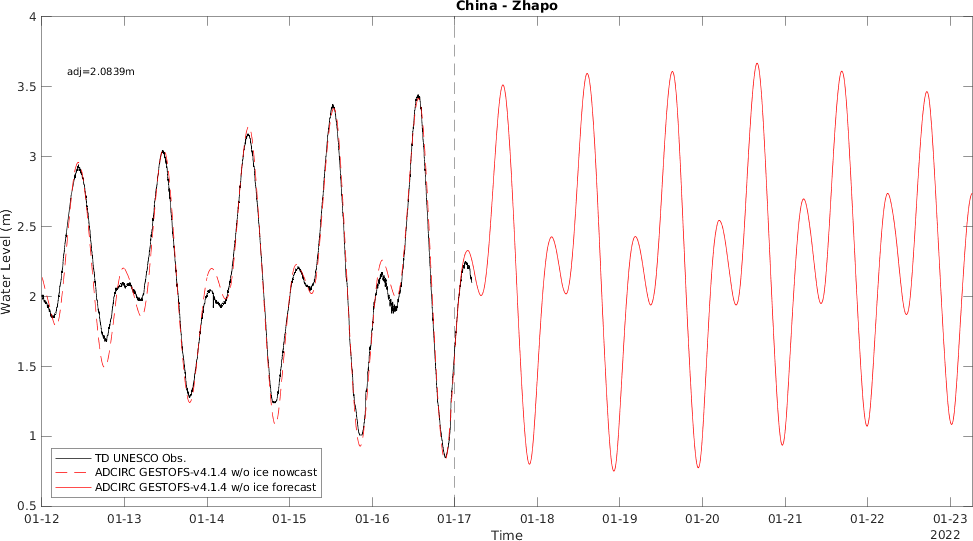 China - Zhapo
adj=2.0839m
Water Level (m)
4
3.5
3
2.5
2
1.5
1
0.5
TD UNESCO Obs.
ADCIRC GESTOFS-v4.1.4 w/o ice nowcast
ADCIRC GESTOFS-v4.1.4 w/o ice forecast
01-12 01-13 01-14 01-15 01-16 01-17 01-18 01-19 01-20 01-21 01-22 01-23
Time
2022